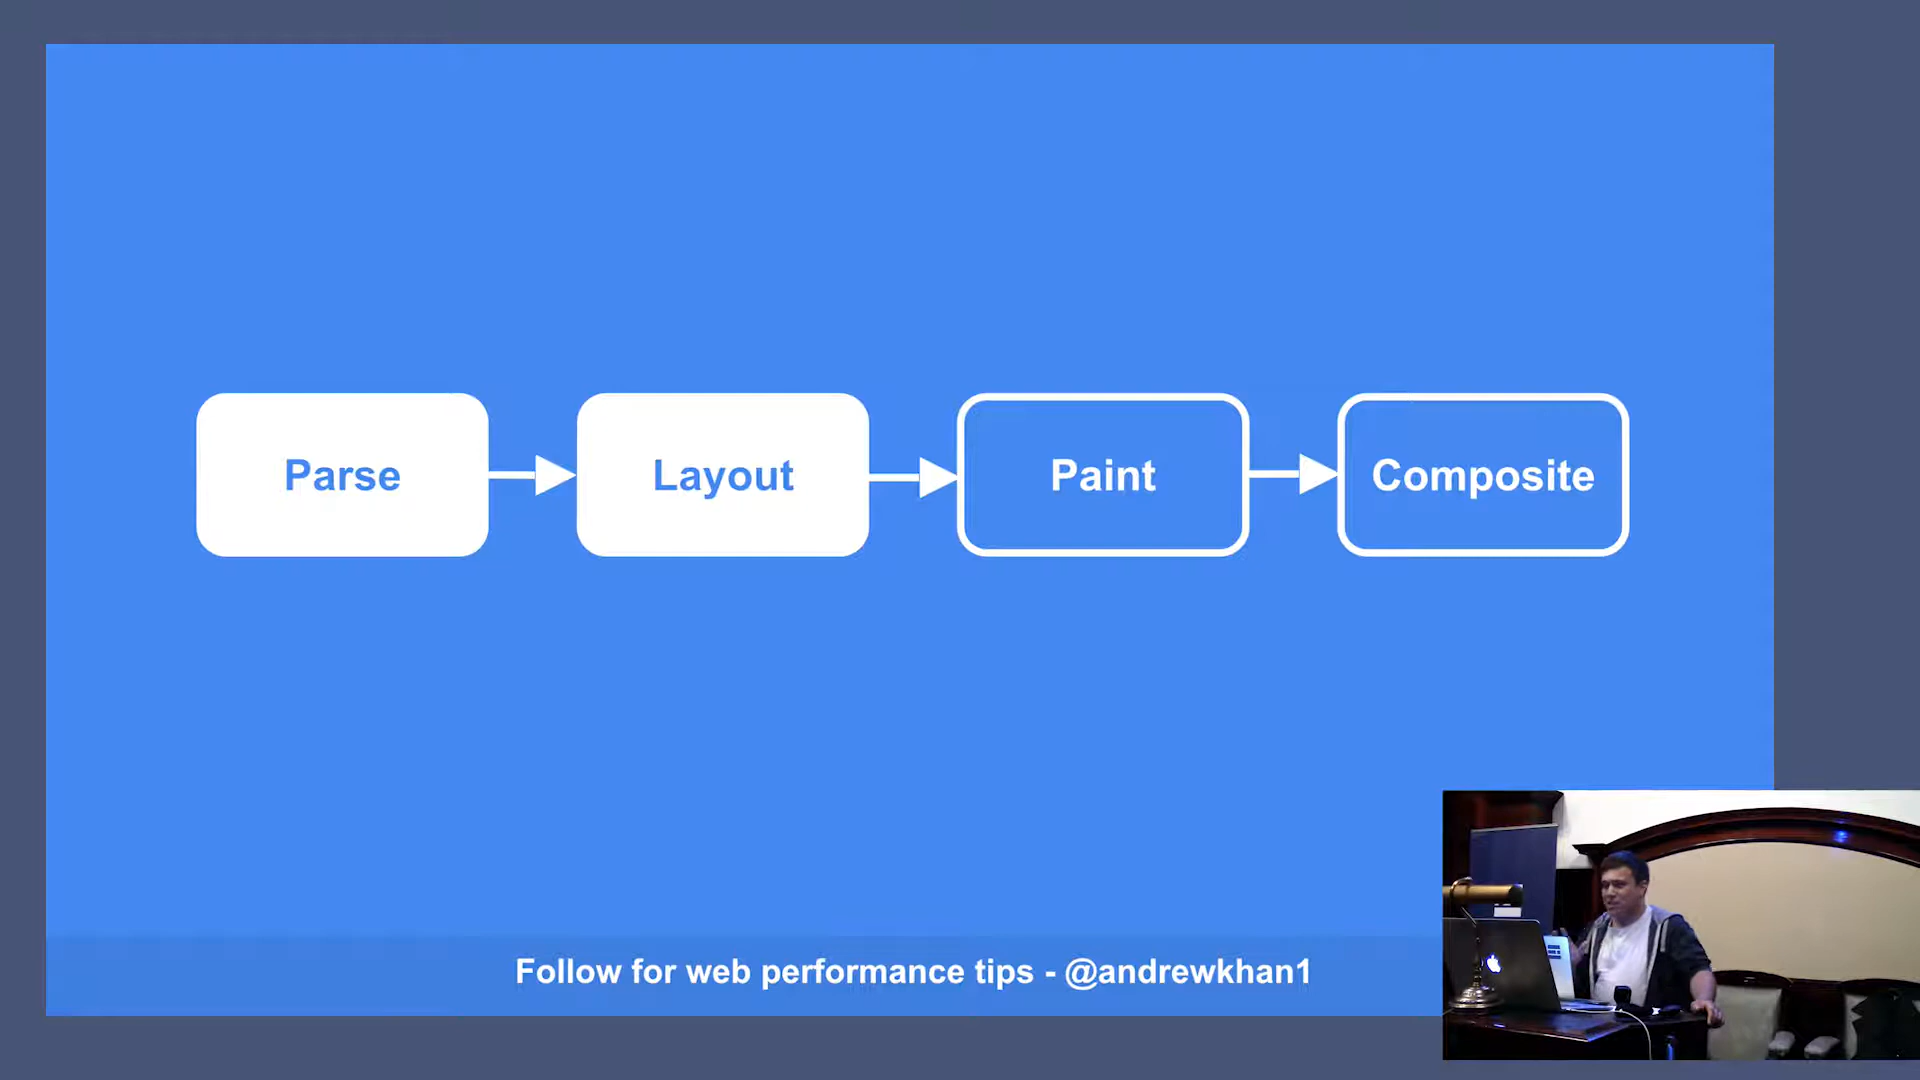 Parse
Layout
Paint
Composite
Follow for web performance tips - @andrewkhan1